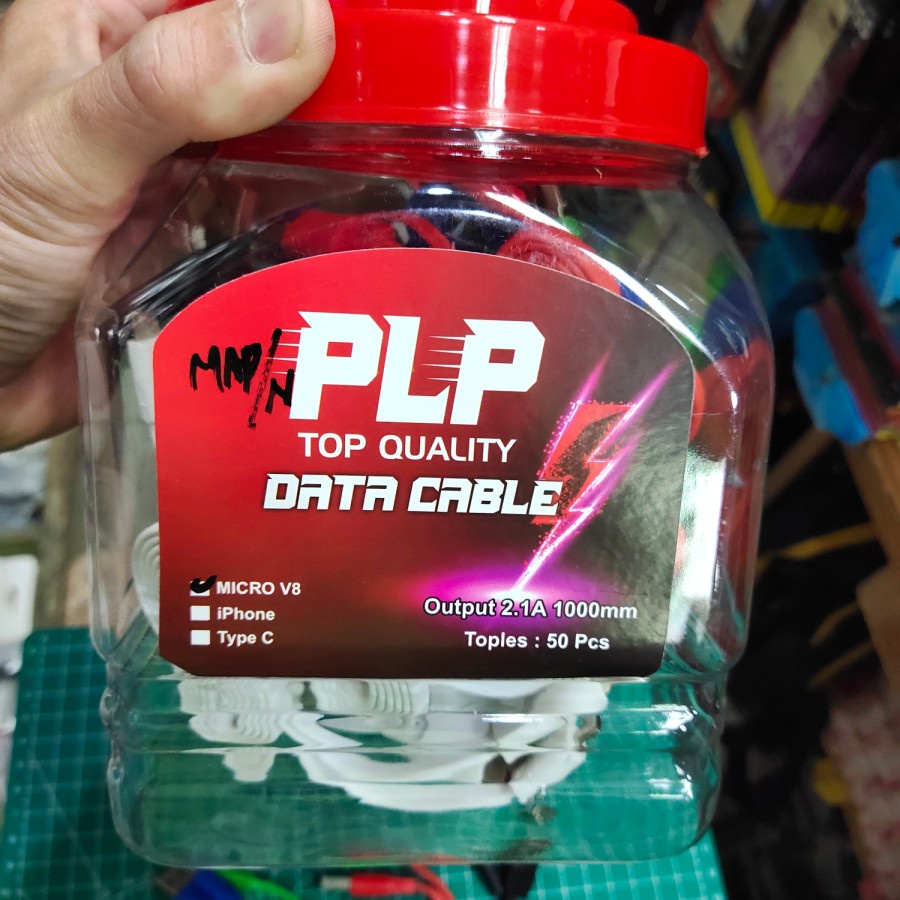 PLP
TOP QUALITY
DATA CABLE
MICRO V8
iPhone
Type C
Output 2.1A 1000mm
Toples : 50 Pcs